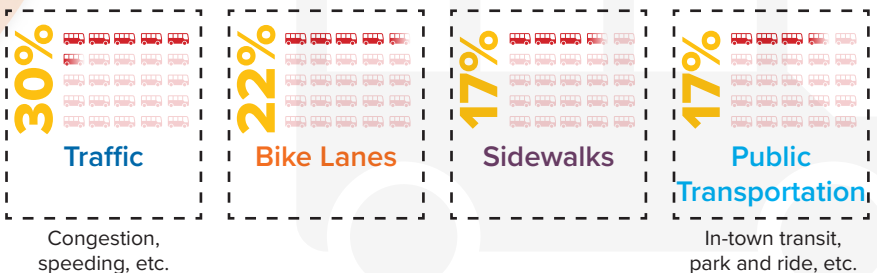 30%
Traffic
Congestion,
speeding, etc.
22%
Bike Lanes
17%
Sidewalks
17%
Public
Transportation
In-town transit,
park and ride, etc.